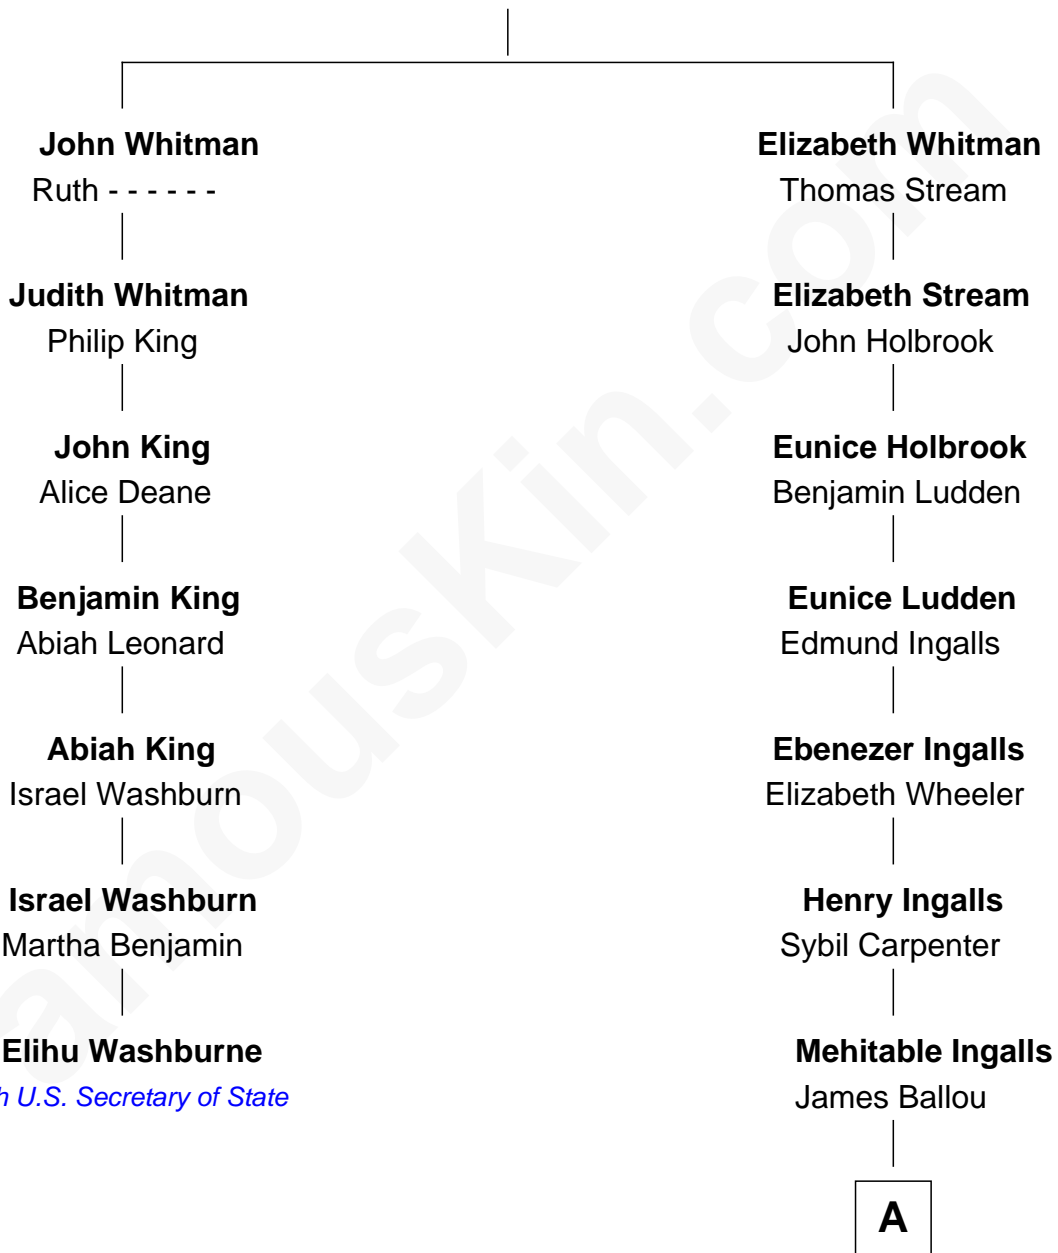 John Whitman
Ruth - - - - - -
Judith Whitman
Philip King
John King
Alice Deane
Benjamin King
Abiah Leonard
Abiah King
Israel Washburn
Israel Washburn
Martha Benjamin
Elihu Washburne
h U.S. Secretary of State
Elizabeth Whitman
Thomas Stream
Elizabeth Stream
John Holbrook
Eunice Holbrook
Benjamin Ludden
Eunice Ludden
Edmund Ingalls
Ebenezer Ingalls
Elizabeth Wheeler
Henry Ingalls
Sybil Carpenter
Mehitable Ingalls
James Ballou
A
amouskin.com